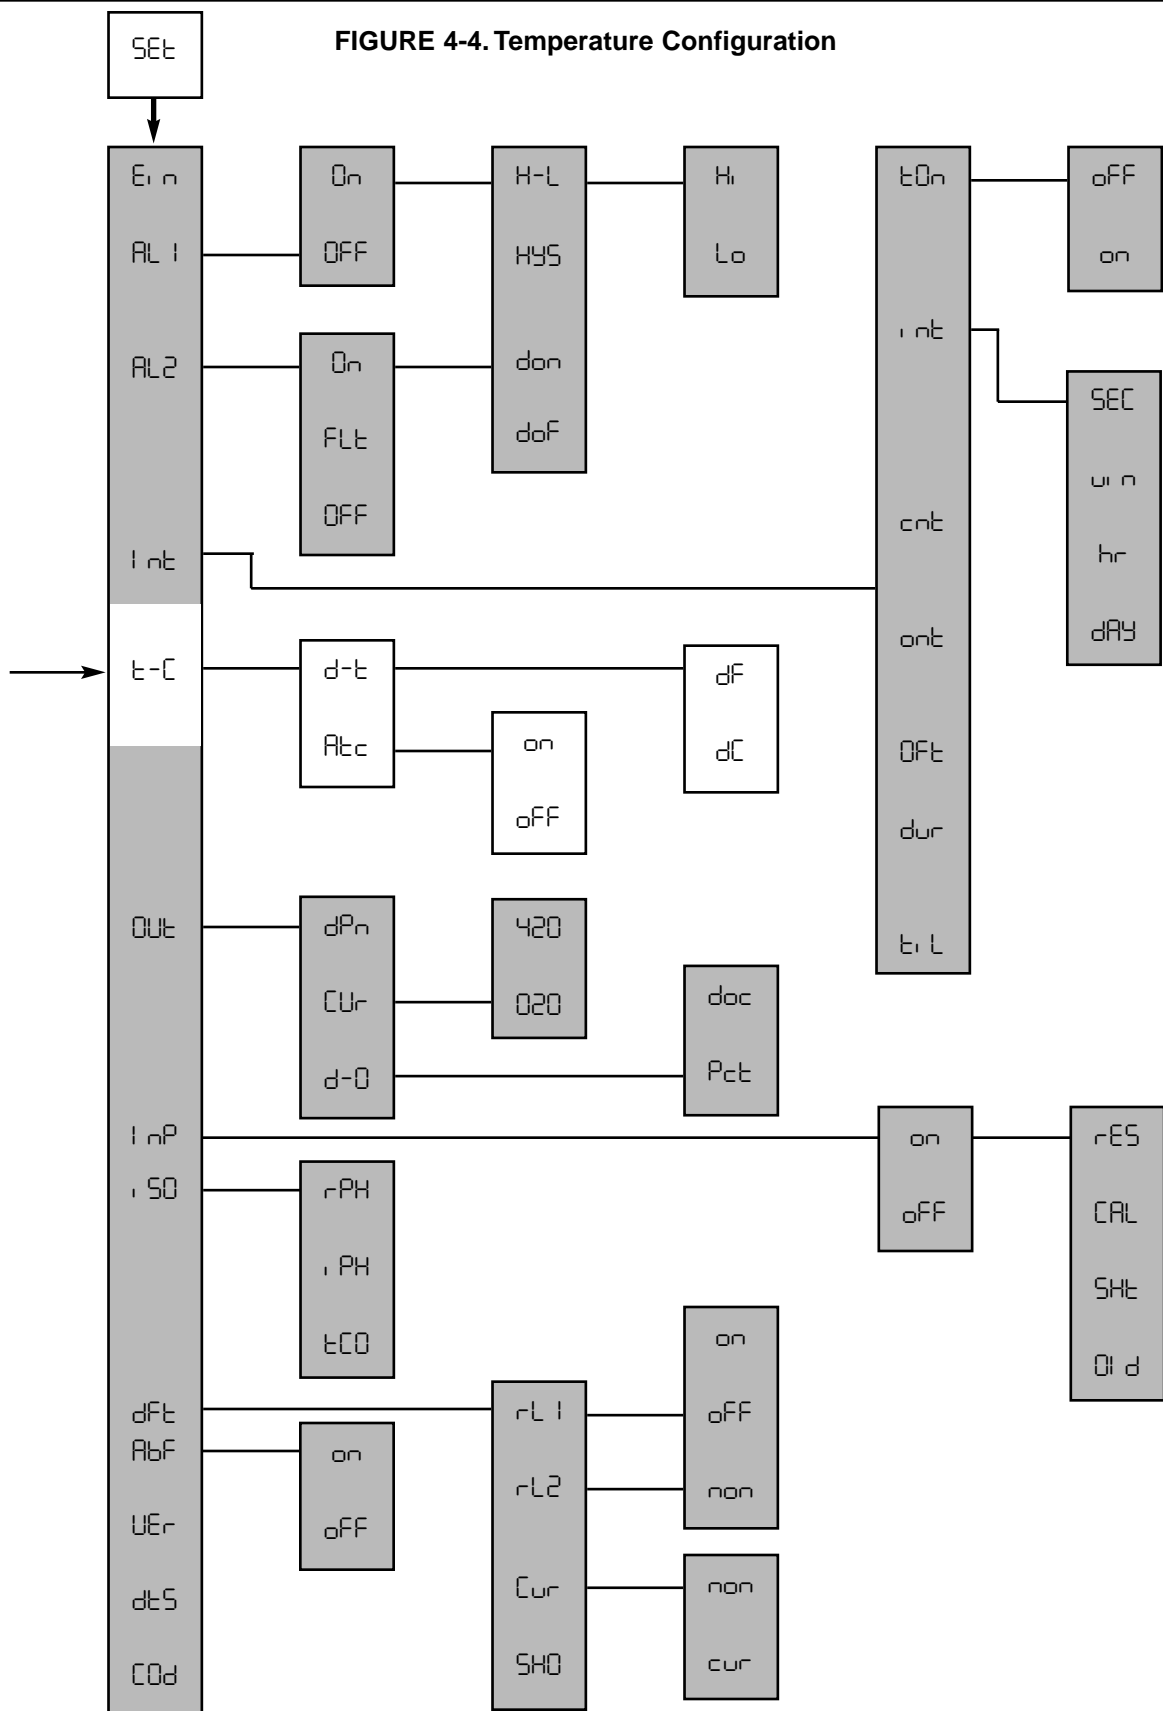 FIGURE 4-4. Temperature Configuration
SEt
Ein
AL1
AL2
Int
t-C
OUt
InP
iSO
dFt
AbF
UEr
dtS
COd
On
OFF
On
FLt
OFF
H-L
HYS
don
doF
Hi
Lo
tOn
int
cnt
ont
OFt
dur
tiL
oFF
on
SEC
uin
hr
dAY
d-t
Atc
on
oFF
dF
dC
dPn
CUr
d-O
420
020
doc
Pct
on
oFF
rES
CAL
SHt
OId
rPH
iPH
tCO
rL1
rL2
Cur
SHO
on
oFF
non
non
cur
on
oFF